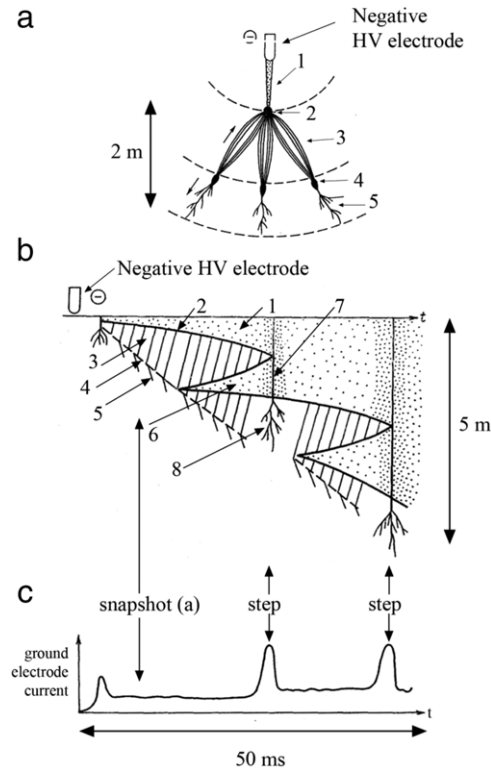 a
Negative
HV electrode
⊖
1
2
3
2 m
4
5
b
Negative HV electrode
⊖
2
1
7
t
3
4
5
6
5 m
8
c
snapshot (a)
step
step
ground
electrode
current
t
50 ms